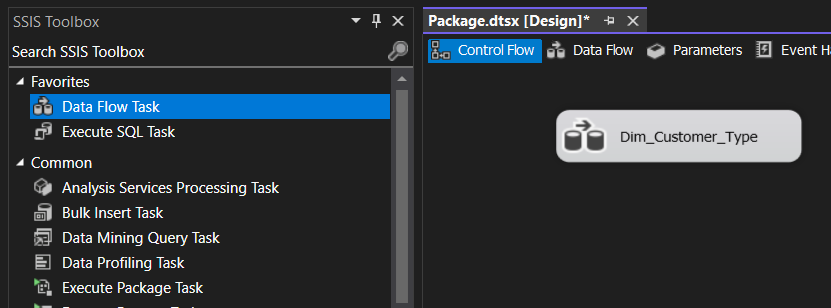 SSIS Toolbox
Search SSIS Toolbox
Favorites
Data Flow Task
Execute SQL Task
Common
Analysis Services Processing Task
Bulk Insert Task
Data Mining Query Task
Data Profiling Task
Execute Package Task
Package.dtsx [Design]*
Control Flow
Data Flow
Parameters
Event Ha
Dim_Customer_Type